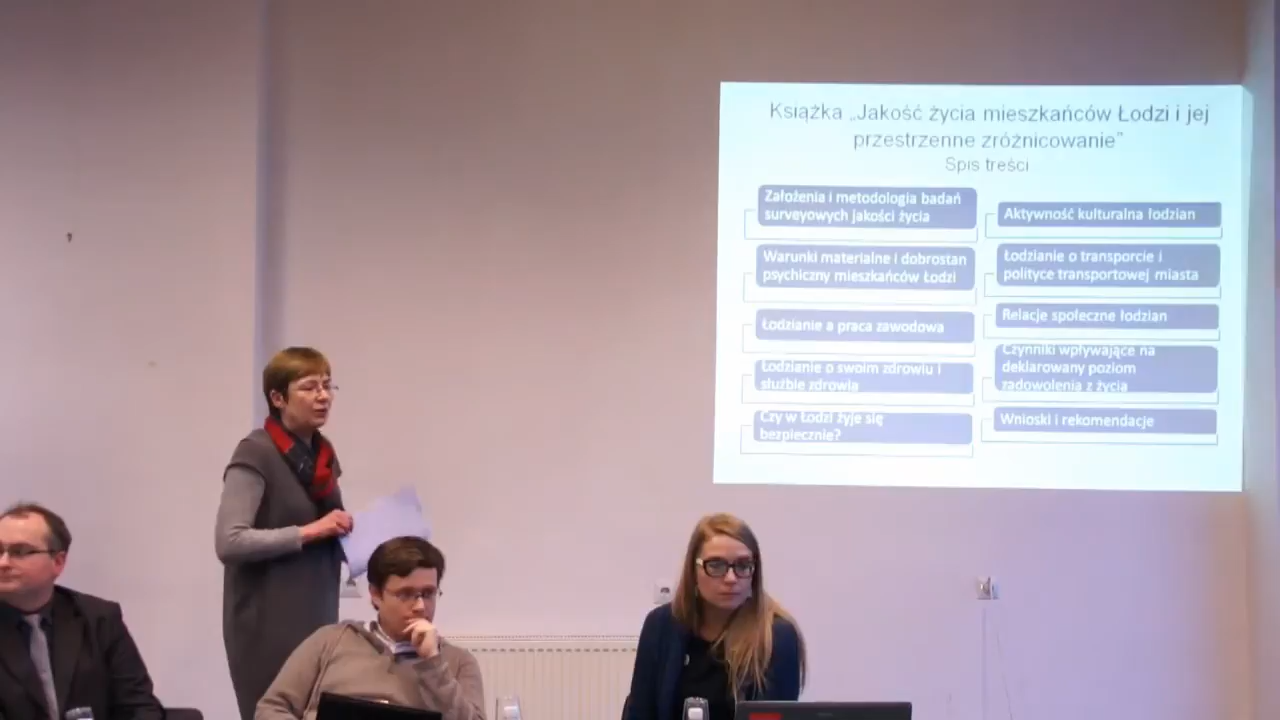 Książka „Jakość życia mieszkańców Łodzi i jej
przestrzenne zróżnicowanie”
Spis treści
Założenia i metodologia badań
surveyowych jakości życia
Warunki materialne i dobrostan
psychiczny mieszkańców Łodzi
Łodzianie a praca zawodowa
Łodzianie o swoim zdrowiu i
służbie zdrowia
Czy w Łodzi żyje się
bezpiecznie?
Aktywność kulturalna łodzian
Łodzianie o transporcie i
polityce transportowej miasta
Relacje społeczne łodzian
Czynniki wpływające na
deklarowany poziom
zadowolenia z życia
Wnioski i rekomendacje